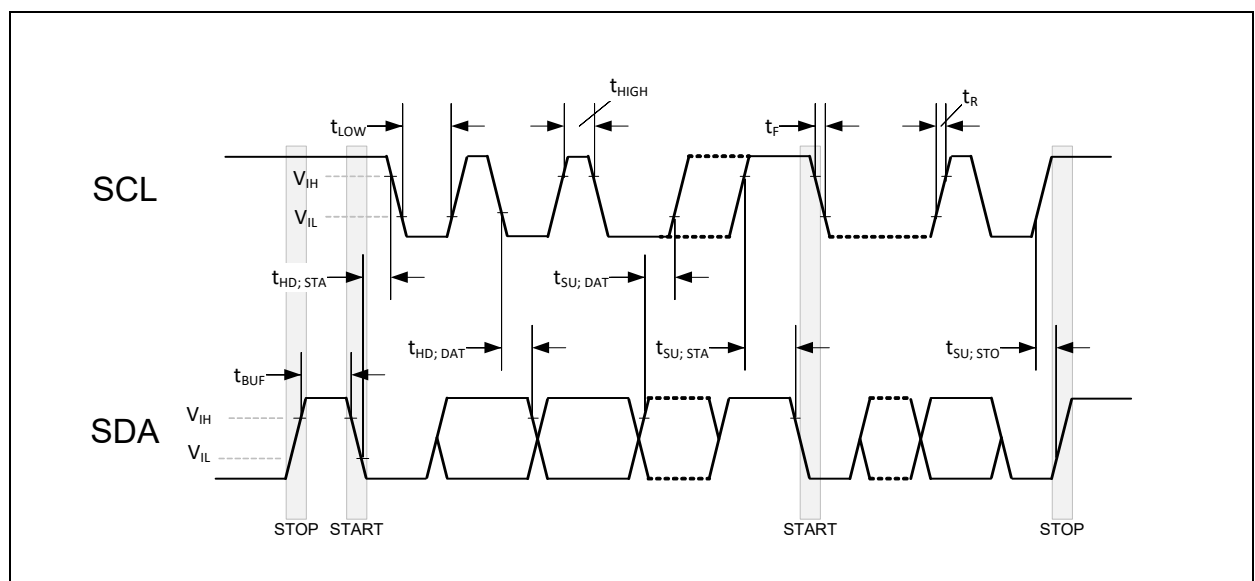 tHIGH
tR
tLOW
tF
SCL
VIH
VIL
tHD; STA
tSU; DAT
tHD; DAT
tSU; STA
tSU; STO
tBUF
VIH
SDA
VIL
STOP START START STOP